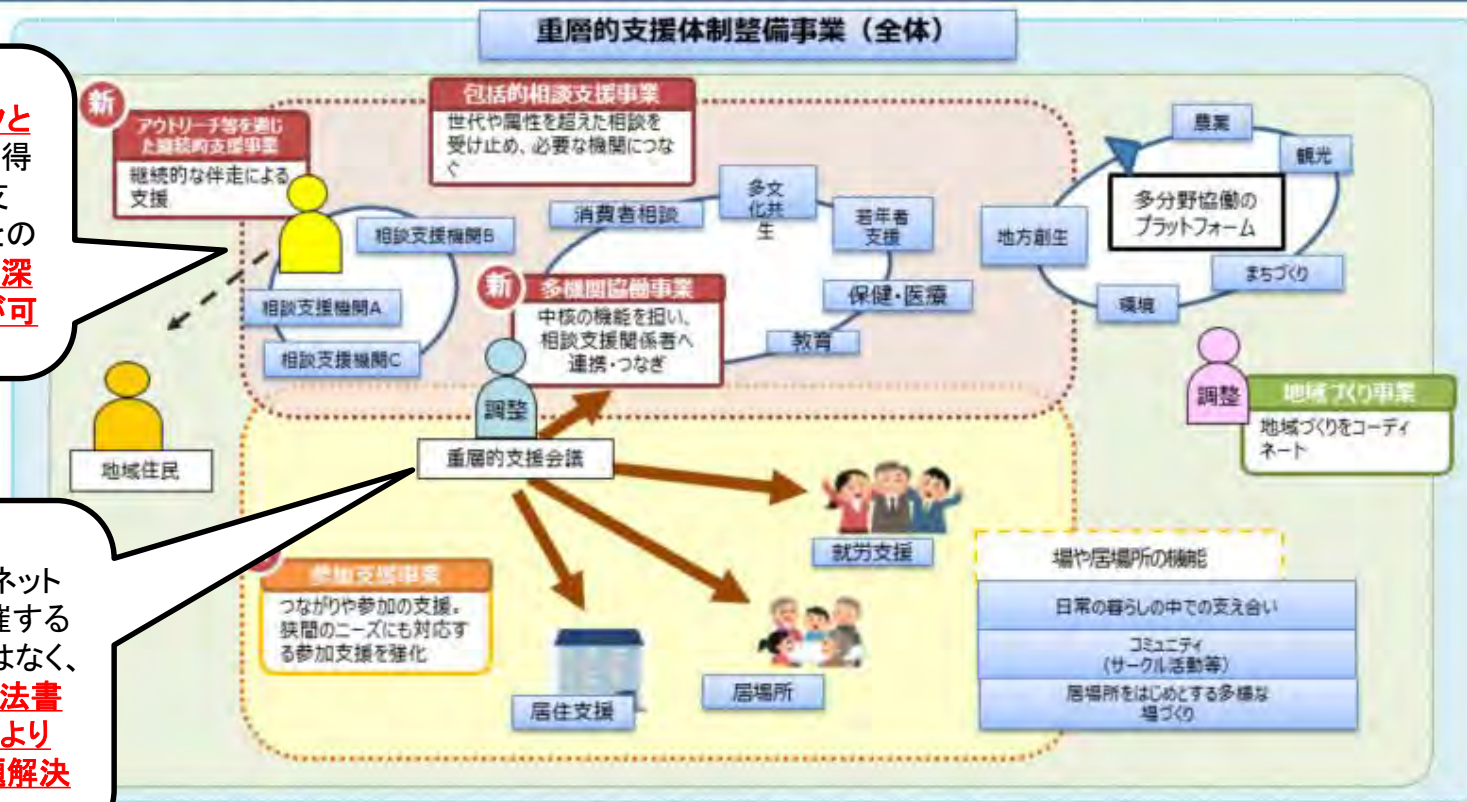 重層的支援体制整備事業（全体）
新
アウトリーチ等を通じ
た継続的支援事業
継続的な伴走による
支援
包括的相談支援事業
世代や属性を超えた相談を
受け止め、必要な機関につな
ぐ
相談支援機関B
相談支援機関A
相談支援機関C
消費者相談
多文
化共
生
若年者
支援
保健・医療
教育
新
多機関協働事業
中核の機能を担い、
相談支援関係者へ
連携・つなぎ
農業
観光
多分野協働の
プラットフォーム
地方創生
まちづくり
環境
調整
地域づくり事業
地域づくりをコーディ
ネート
地域住民
調整
重層的支援会議
就労支援
居場所
居住支援
参加支援事業
つながりや参加の支援。
狭間のニーズにも対応す
る参加支援を強化
場や居場所の機能
日常の暮らしの中での支え合い
コミュニティ
（サークル活動等）
居場所をはじめとする多様な
場づくり
と
得
支
との
深
が可
ネット
催する
はなく、
法書
より
題解決